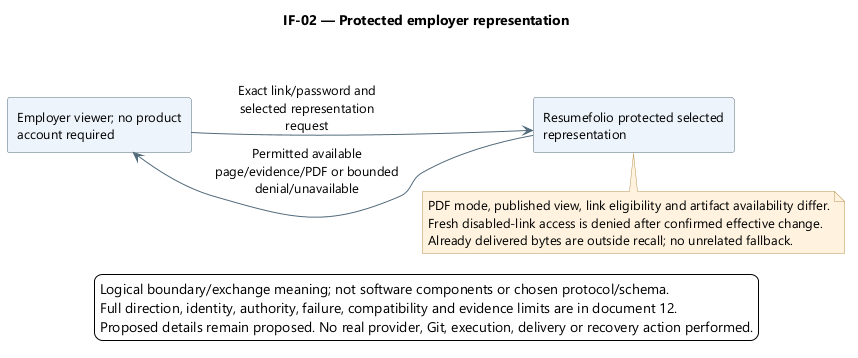 IF-02 — Protected employer representation
Exact link/password and
selected representation
request
Employer viewer; no product
account required
Resumefolio protected selected
representation
Permitted available
page/evidence/PDF or bounded
denial/unavailable
PDF mode, published view, link eligibility and artifact availability differ.
Fresh disabled-link access is denied after confirmed effective change.
Already delivered bytes are outside recall; no unrelated fallback.
Logical boundary/exchange meaning; not software components or chosen protocol/schema.
Full direction, identity, authority, failure, compatibility and evidence limits are in document 12.
Proposed details remain proposed. No real provider, Git, execution, delivery or recovery action performed.